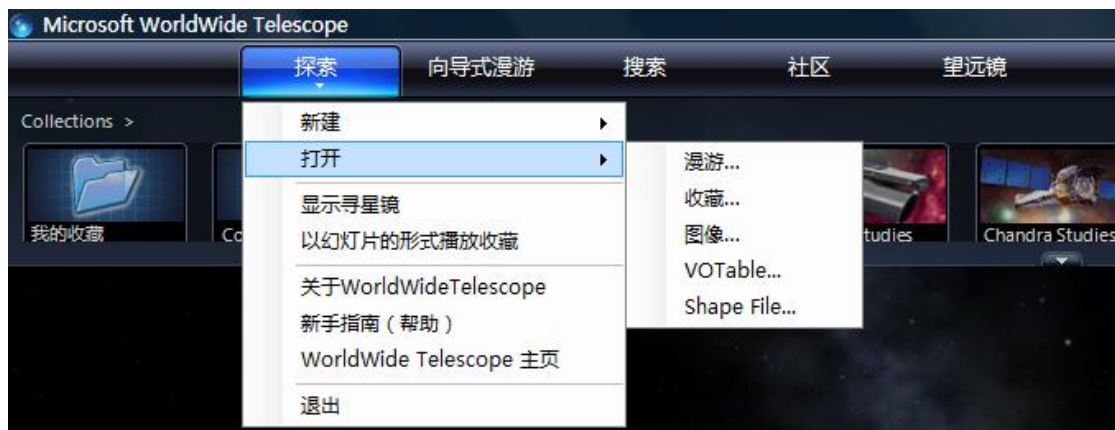 Microsoft WorldWide Telescope
探索 向导式漫游 搜索 社区 望远镜
Collections >
我的收藏 Co tudies Chandra Studies
新建
打开
显示寻星镜
以幻灯片的形式播放收藏
关于WorldWideTelescope
新手指南（帮助）
WorldWide Telescope 主页
退出
漫游...
收藏...
图像...
VOTable...
Shape File...